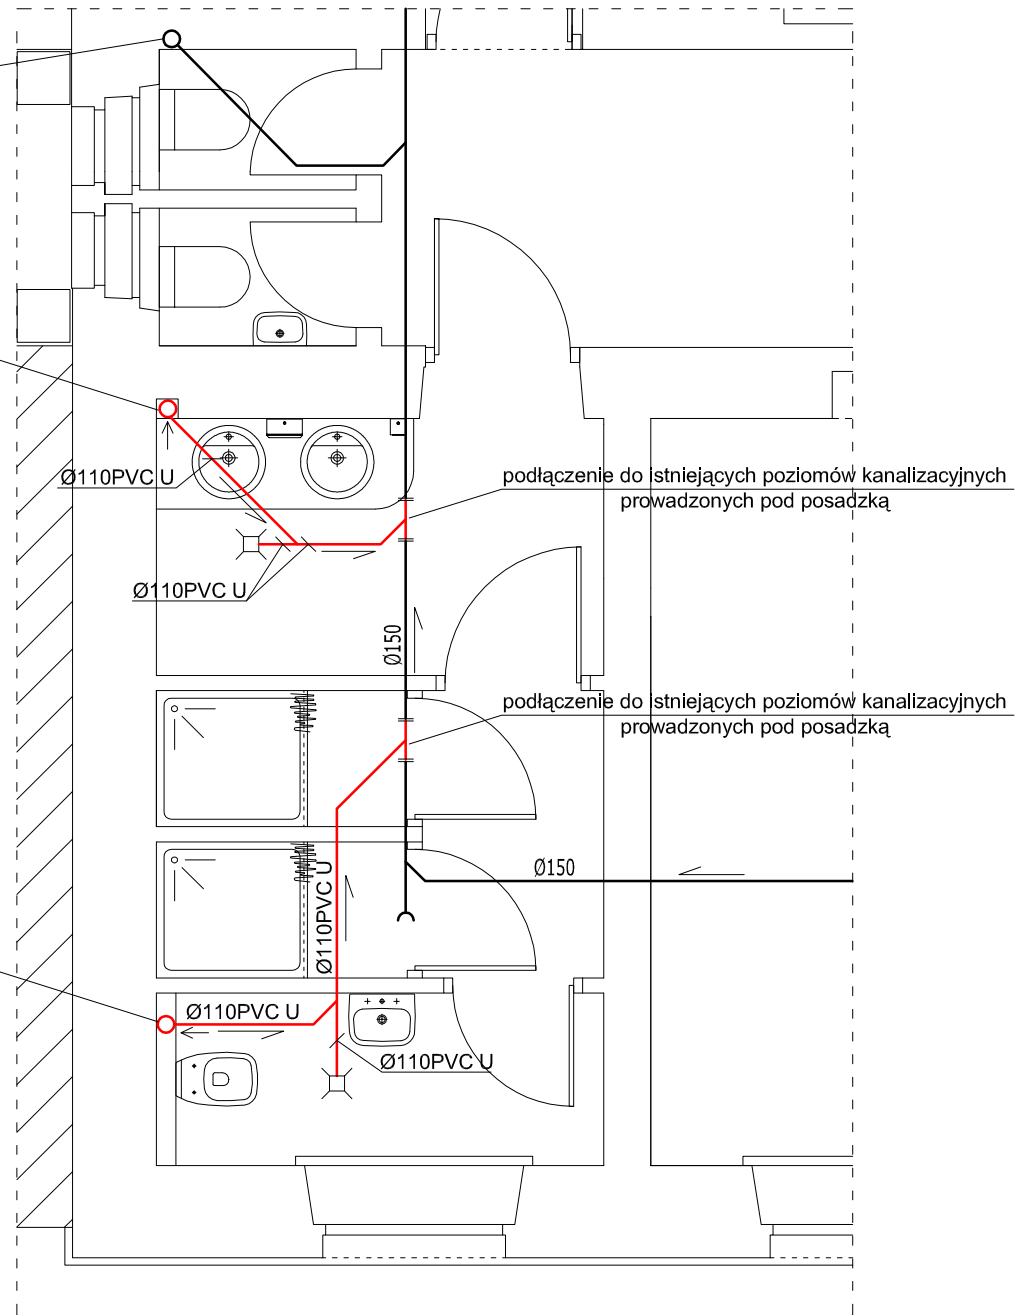 Ø110PVC U
podłączenie do istniejących poziomów kanalizacyjnych
prowadzonych pod posadzką
Ø110PVC U
Ø150
podłączenie do istniejących poziomów kanalizacyjnych
prowadzonych pod posadzką
Ø150
Ø110PVC U
Ø110PVC U
Ø110PVC U